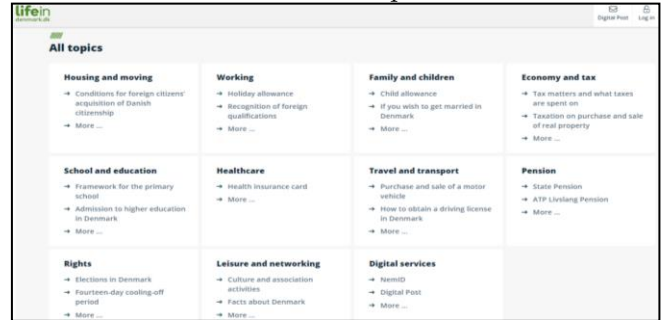 lifein
denmark.dk
Digital Post
Log in
All topics
Housing and moving
→ Conditions for foreign citizens'
acquisition of Danish
citizenship
→ More ...
Working
→ Holiday allowance
→ Recognition of foreign
qualifications
→ More ...
Family and children
→ Child allowance
→ If you wish to get married in
Denmark
→ More ...
Economy and tax
→ Tax matters and what taxes
are spent on
→ Taxation on purchase and sale
of real property
→ More ...
School and education
→ Framework for the primary
school
→ Admission to higher education
in Denmark
→ More ...
Healthcare
→ Health insurance card
→ More ...
Travel and transport
→ Purchase and sale of a motor
vehicle
→ How to obtain a driving license
in Denmark
→ More ...
Pension
→ State Pension
→ ATP Livslang Pension
→ More ...
Rights
→ Elections in Denmark
→ Fourteen-day cooling-off
period
→ More ...
Leisure and networking
→ Culture and association
activities
→ Facts about Denmark
→ More ...
Digital services
→ NemID
→ Digital Post
→ More ...